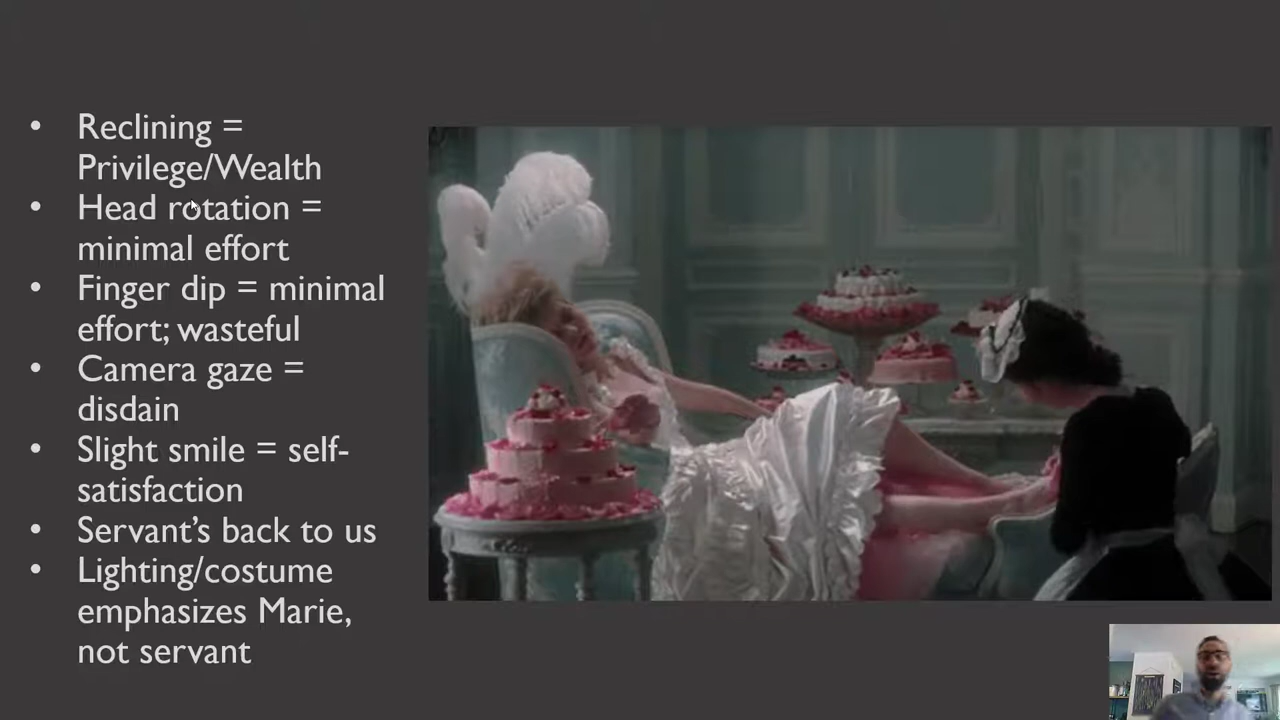 • Reclining =
Privilege/Wealth
• Head rotation =
minimal effort
• Finger dip = minimal
effort; wasteful
• Camera gaze =
disdain
• Slight smile = self-
satisfaction
• Servant’s back to us
• Lighting/costume
emphasizes Marie,
not servant